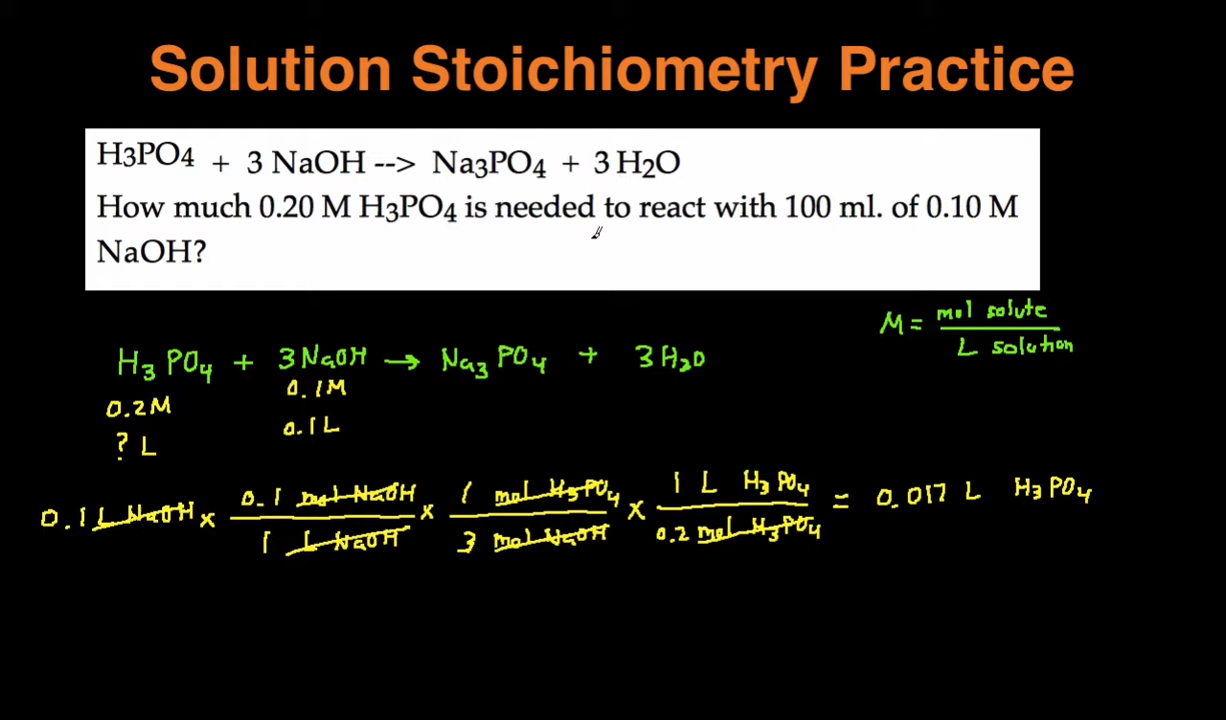 Solution Stoichiometry Practice
H3PO4 + 3 NaOH --> Na3PO4 + 3 H2O
How much 0.20 M H3PO4 is needed to react with 100 ml. of 0.10 M
NaOH?
M = mol solute / L solution
H3PO4 + 3NaOH → Na3PO4 + 3H2O
0.2M 0.1M
? L 0.1L
0.1 L NaOH x 0.1 mol NaOH / 1 L NaOH x 1 mol H3PO4 / 3 mol NaOH x 1 L H3PO4 / 0.2 mol H3PO4 = 0.017 L H3PO4